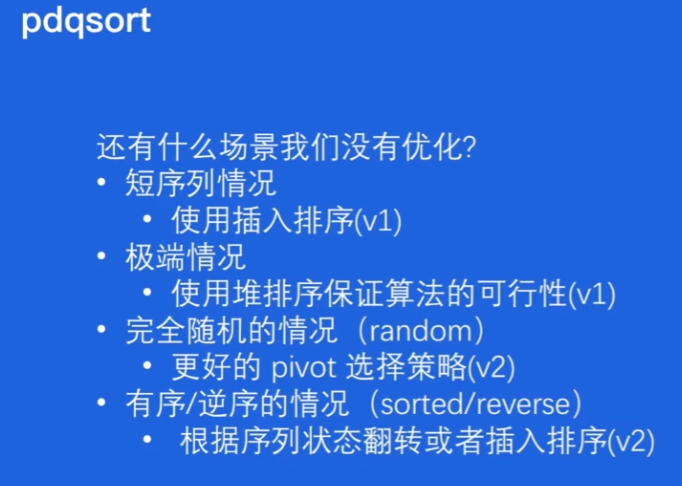 pdqsort
还有什么场景我们没有优化?
• 短序列情况
• 使用插入排序(v1)
• 极端情况
• 使用堆排序保证算法的可行性(v1)
• 完全随机的情况（random）
• 更好的 pivot 选择策略(v2)
• 有序/逆序的情况（sorted/reverse）
• 根据序列状态翻转或者插入排序(v2)